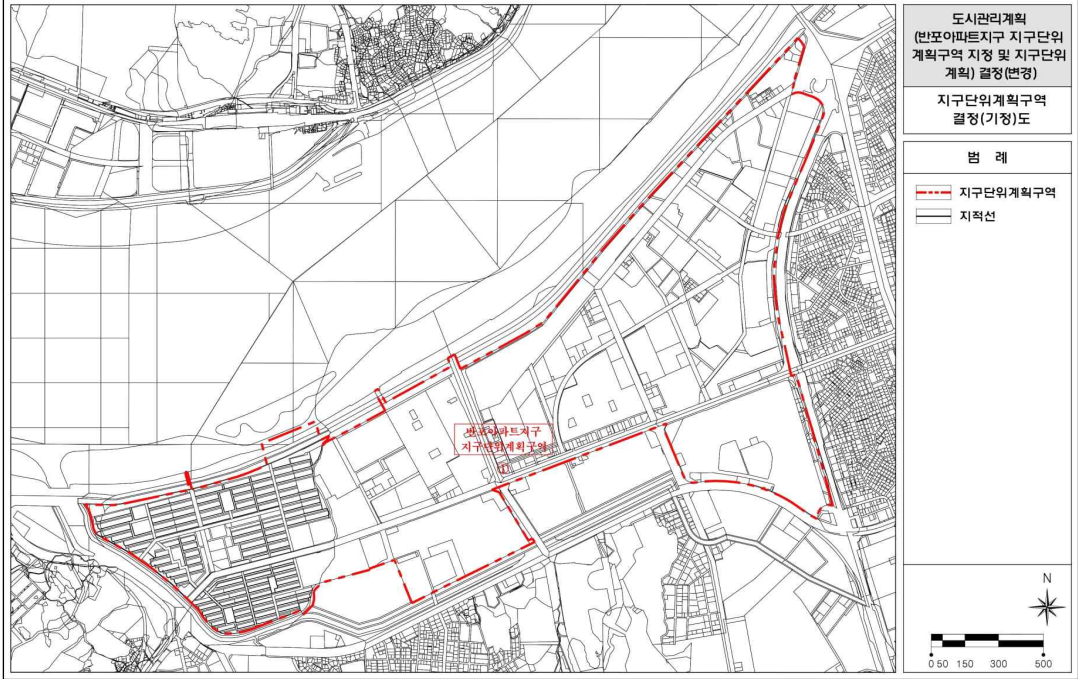 도시관리계획
(반포아파트지구 지구단위
계획구역 지정 및 지구단위
계획) 결정(변경)
지구단위계획구역
결정(기정)도
범 례
지구단위계획구역
지적선
반포아파트지구
지구단위계획구역
①
N
0 50 150 300 500